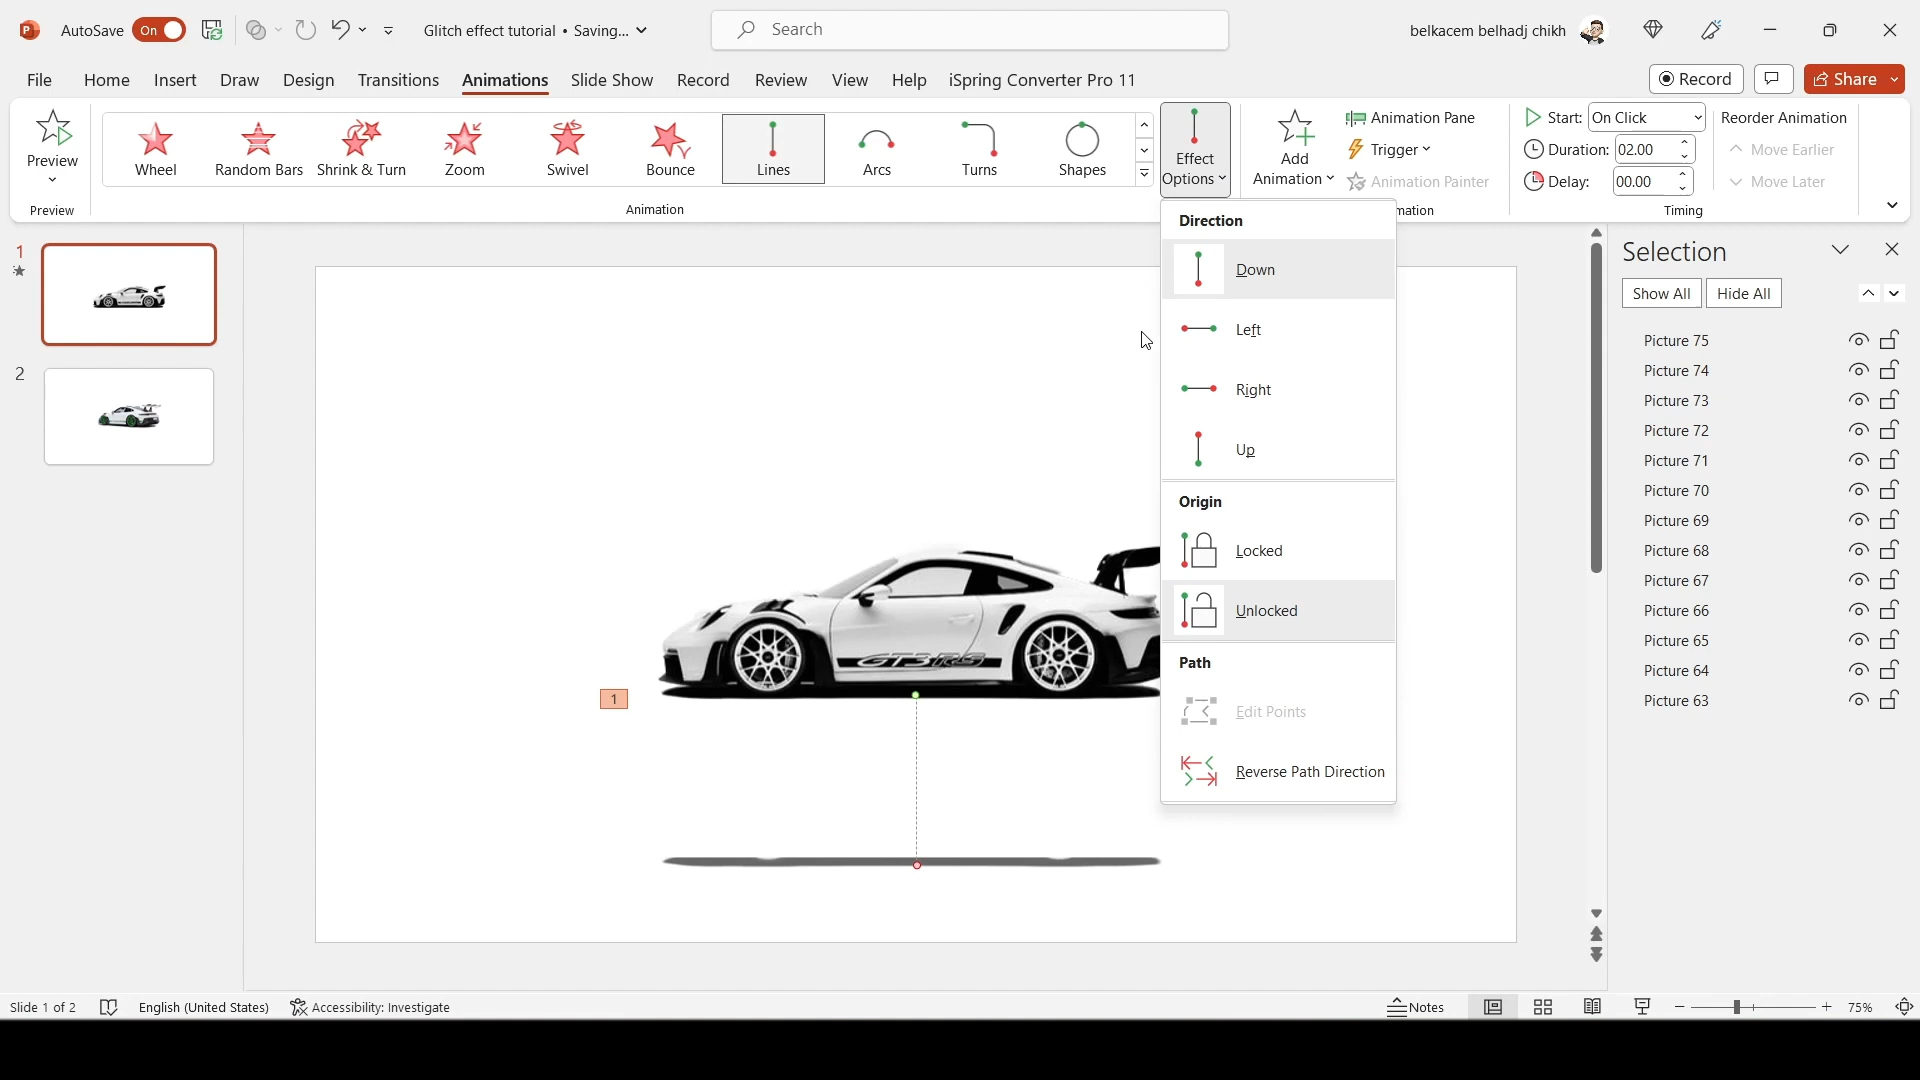 AutoSave On Glitch effect tutorial • Saving... Search belkacem belhadj chikh
File Home Insert Draw Design Transitions Animations Slide Show Record Review View Help iSpring Converter Pro 11 Record Share
Preview
Wheel Random Bars Shrink & Turn Zoom Swivel Bounce Lines Arcs Turns Shapes
Effect Options
Add Animation
Animation Pane
Trigger
Animation Painter
Start: On Click
Duration: 02.00
Delay: 00.00
Reorder Animation
Move Earlier
Move Later
Preview Animation mation Timing
Direction
Down
Left
Right
Up
Origin
Locked
Unlocked
Path
Edit Points
Reverse Path Direction
1
2
GT3 RS
1
Selection
Show All Hide All
Picture 75
Picture 74
Picture 73
Picture 72
Picture 71
Picture 70
Picture 69
Picture 68
Picture 67
Picture 66
Picture 65
Picture 64
Picture 63
Slide 1 of 2 English (United States) Accessibility: Investigate Notes 75%